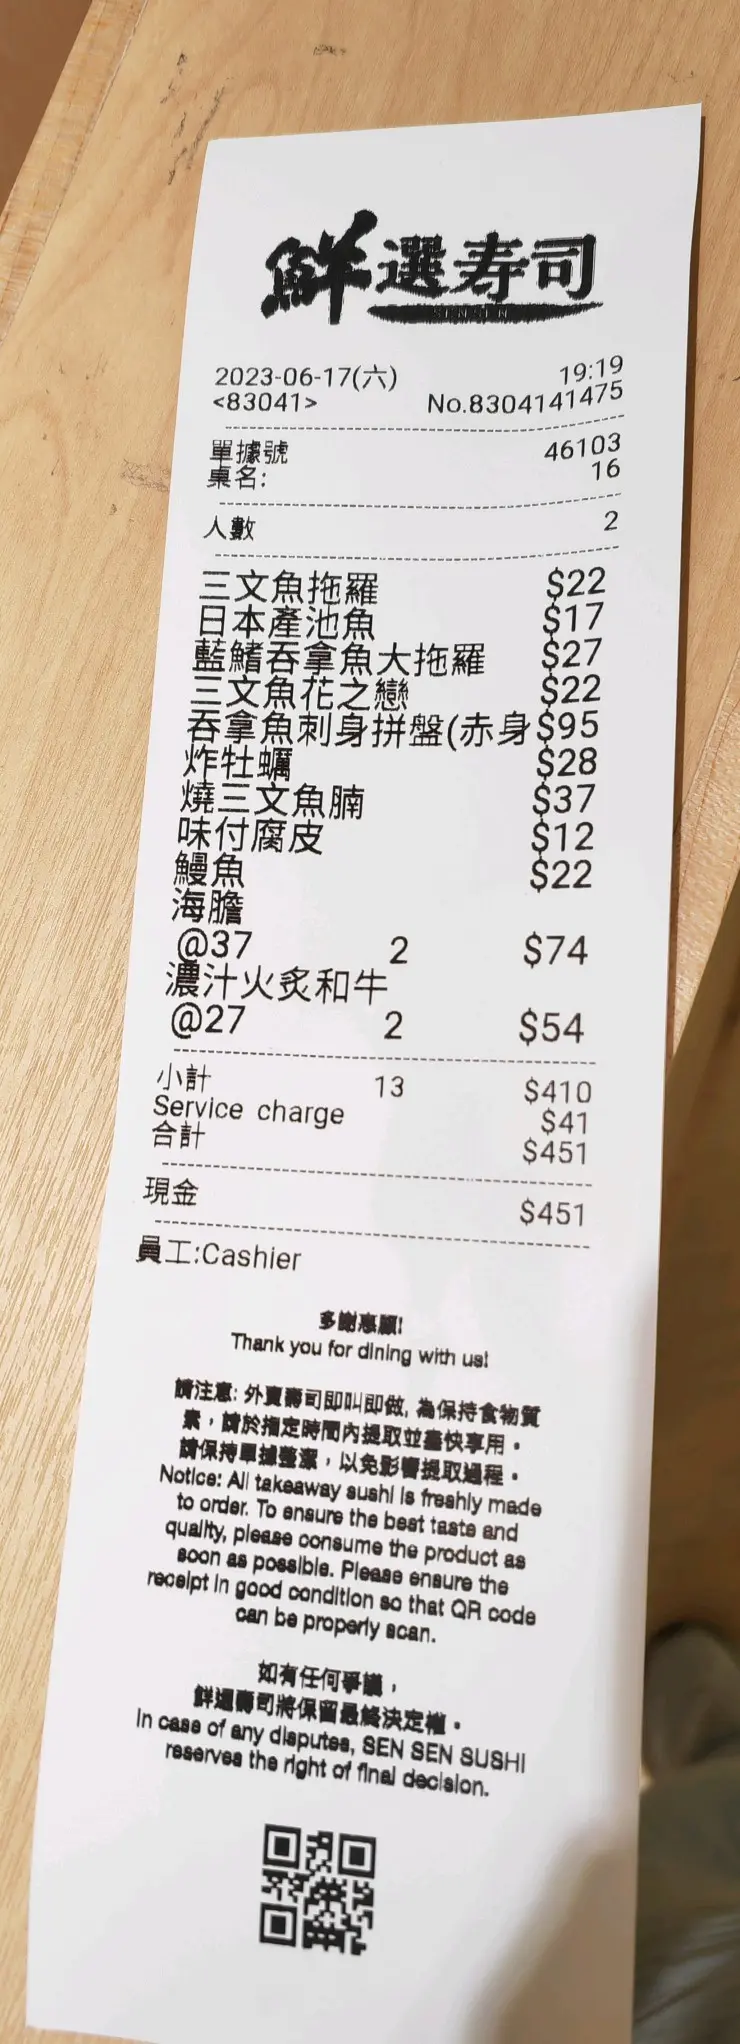 鮮選寿司
2023-06-17(六) 19:19
<83041> No.8304141475
單據號 46103
桌名: 16
人數 2
三文魚拖羅 $22
日本產池魚 $17
藍鰭吞拿魚大拖羅 $27
三文魚花之戀 $22
吞拿魚刺身拼盤(赤身 $95
炸牡蠣 $28
燒三文魚腩 $37
味付腐皮 $12
鰻魚 $22
海膽
@37 2 $74
濃汁火炙和牛
@27 2 $54
小計 13 $410
Service charge $41
合計 $451
現金 $451
員工:Cashier
多謝惠顧!
Thank you for dining with us!
請注意: 外賣壽司即叫即做, 為保持食物質
素，請於指定時間內提取並盡快享用。
請保持單據整潔，以免影響提取過程。
Notice: All takeaway sushi is freshly made
to order. To ensure the best taste and
quality, please consume the product as
soon as possible. Please ensure the
receipt in good condition so that QR code
can be properly scan.
如有任何爭議，
鮮選壽司將保留最終決定權。
In case of any disputes, SEN SEN SUSHI
reserves the right of final decision.